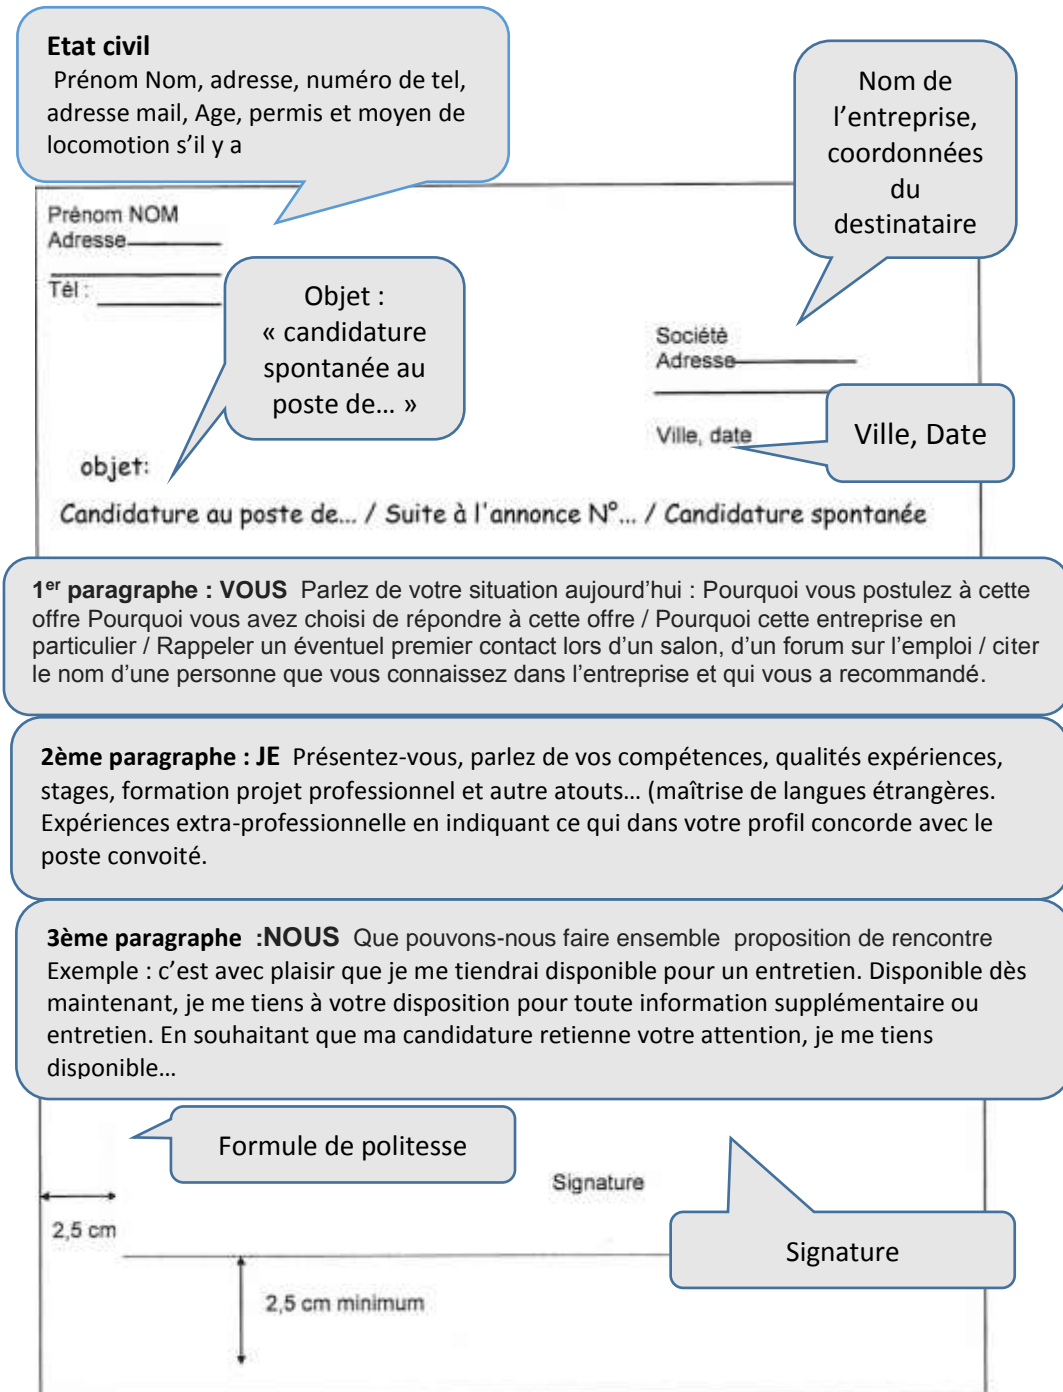 Etat civil
Prénom Nom, adresse, numéro de tel,
adresse mail, Age, permis et moyen de
locomotion s’il y a
Nom de
l’entreprise,
coordonnées
du
destinataire
Prénom NOM
Adresse
Tél :
Objet :
« candidature
spontanée au
poste de... »
Société
Adresse
Ville, date
Ville, Date
objet:
Candidature au poste de... / Suite à l'annonce N°... / Candidature spontanée
1er paragraphe : VOUS Parlez de votre situation aujourd’hui : Pourquoi vous postulez à cette
offre Pourquoi vous avez choisi de répondre à cette offre / Pourquoi cette entreprise en
particulier / Rappeler un éventuel premier contact lors d’un salon, d’un forum sur l’emploi / citer
le nom d’une personne que vous connaissez dans l’entreprise et qui vous a recommandé.
2ème paragraphe : JE Présentez-vous, parlez de vos compétences, qualités expériences,
stages, formation projet professionnel et autre atouts... (maîtrise de langues étrangères.
Expériences extra-professionnelle en indiquant ce qui dans votre profil concorde avec le
poste convoité.
3ème paragraphe :NOUS Que pouvons-nous faire ensemble proposition de rencontre
Exemple : c’est avec plaisir que je me tiendrai disponible pour un entretien. Disponible dès
maintenant, je me tiens à votre disposition pour toute information supplémentaire ou
entretien. En souhaitant que ma candidature retienne votre attention, je me tiens
disponible...
Formule de politesse
Signature
2,5 cm
Signature
2,5 cm minimum